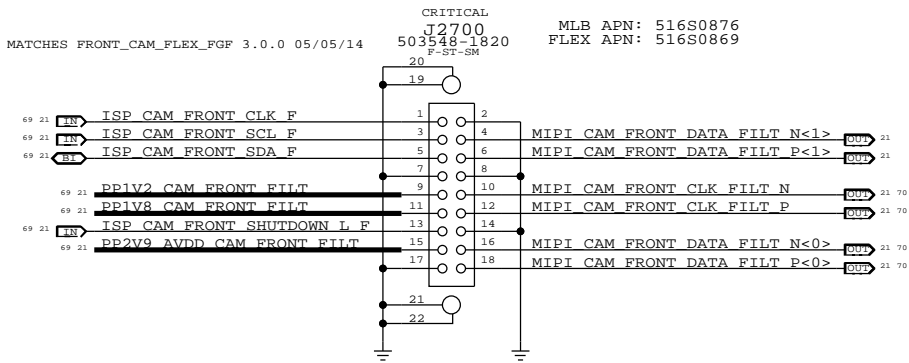 CRITICAL
J2700
503548-1820
F-ST-SM
MLB APN: 516S0876
FLEX APN: 516S0869
MATCHES FRONT_CAM_FLEX_FGF 3.0.0 05/05/14
20
19
69 21 IN ISP_CAM_FRONT_CLK_F 1 2
69 21 IN ISP_CAM_FRONT_SCL_F 3 4 MIPI_CAM_FRONT_DATA_FILT_N<1> OUT 21
69 21 BI ISP_CAM_FRONT_SDA_F 5 6 MIPI_CAM_FRONT_DATA_FILT_P<1> OUT 21
7 8
69 21 PP1V2_CAM_FRONT_FILT 9 10 MIPI_CAM_FRONT_CLK_FILT_N OUT 21 70
69 21 PP1V8_CAM_FRONT_FILT 11 12 MIPI_CAM_FRONT_CLK_FILT_P OUT 21 70
69 21 IN ISP_CAM_FRONT_SHUTDOWN_L_F 13 14
69 21 PP2V9_AVDD_CAM_FRONT_FILT 15 16 MIPI_CAM_FRONT_DATA_FILT_N<0> OUT 21 70
17 18 MIPI_CAM_FRONT_DATA_FILT_P<0> OUT 21 70
21
22